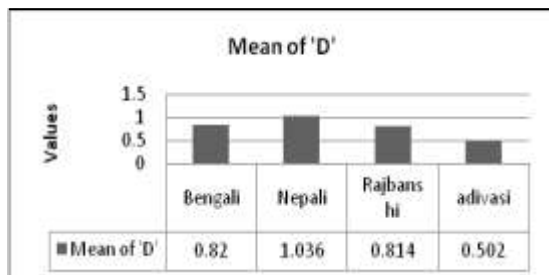 Mean of 'D'
Values
1.5
1
0.5
0
Bengali Nepali Rajbans adivasi
hi
Mean of 'D' 0.82 1.036 0.814 0.502